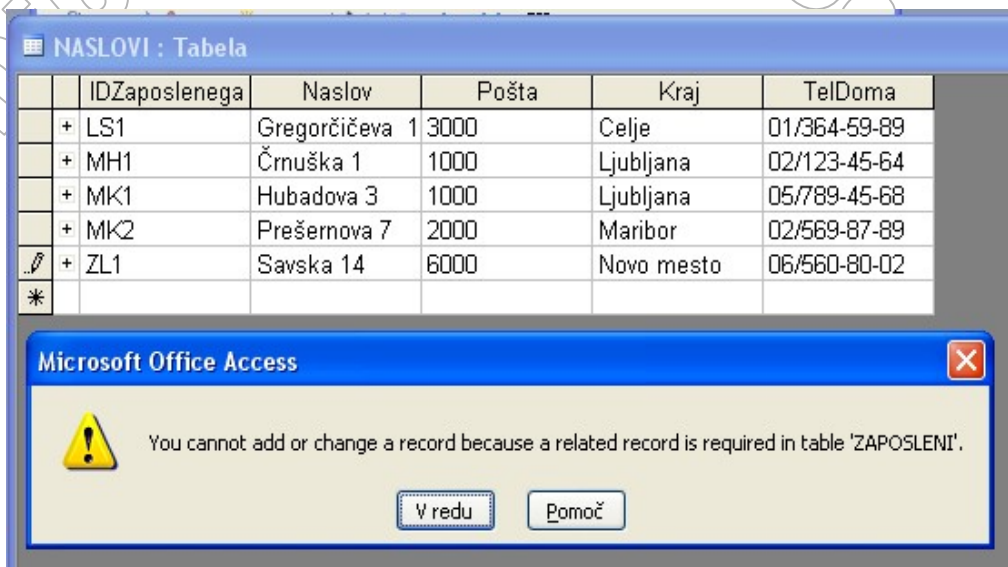 NASLOVI : Tabela
IDZaposlenega Naslov Pošta Kraj TelDoma
+ LS1 Gregorčičeva 1 3000 Celje 01/364-59-89
+ MH1 Črnuška 1 1000 Ljubljana 02/123-45-64
+ MK1 Hubadova 3 1000 Ljubljana 05/789-45-68
+ MK2 Prešernova 7 2000 Maribor 02/569-87-89
+ ZL1 Savska 14 6000 Novo mesto 06/560-80-02
Microsoft Office Access
You cannot add or change a record because a related record is required in table 'ZAPOSLENI'.
V redu Pomoč